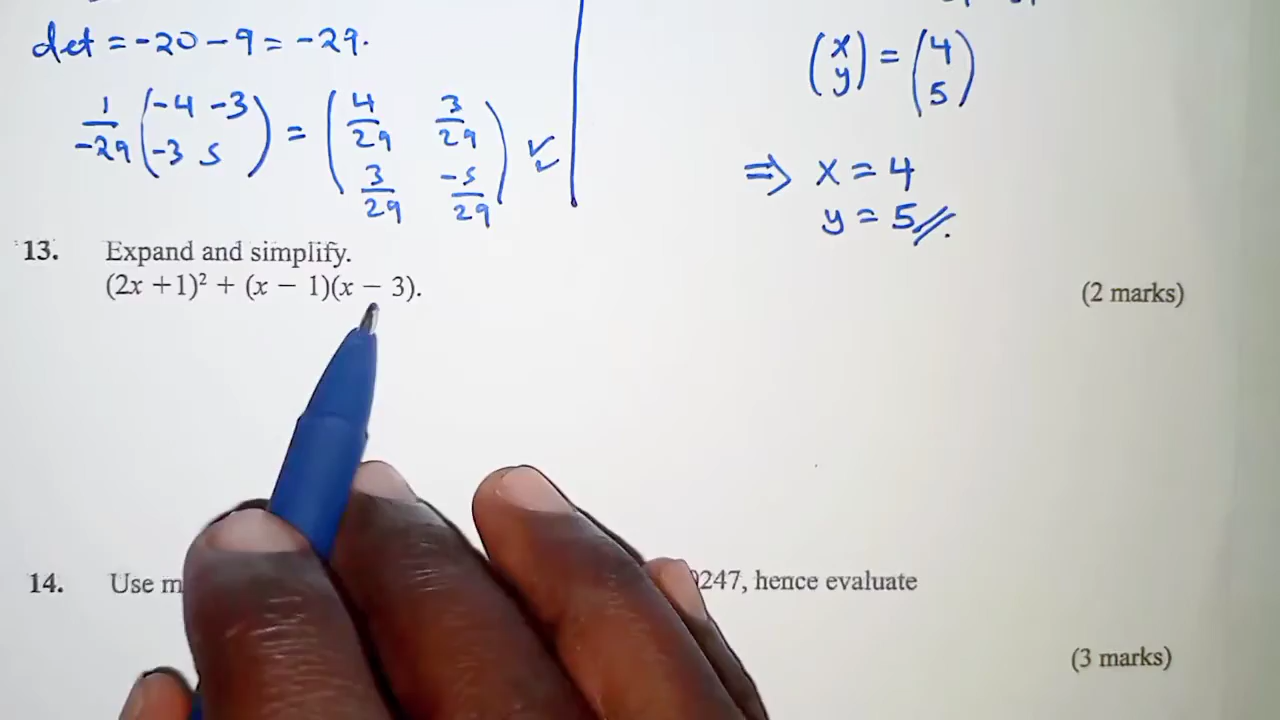 det = -20 - 9 = -29.
1/-29 (-4 -3 = (4/29 3/29
-3 5) 3/29 -5/29)
(x y) = (4 5)
⇒ x = 4
y = 5
13. Expand and simplify.
(2x +1)² + (x − 1)(x − 3).
(2 marks)
14. Use 247, hence evaluate
(3 marks)